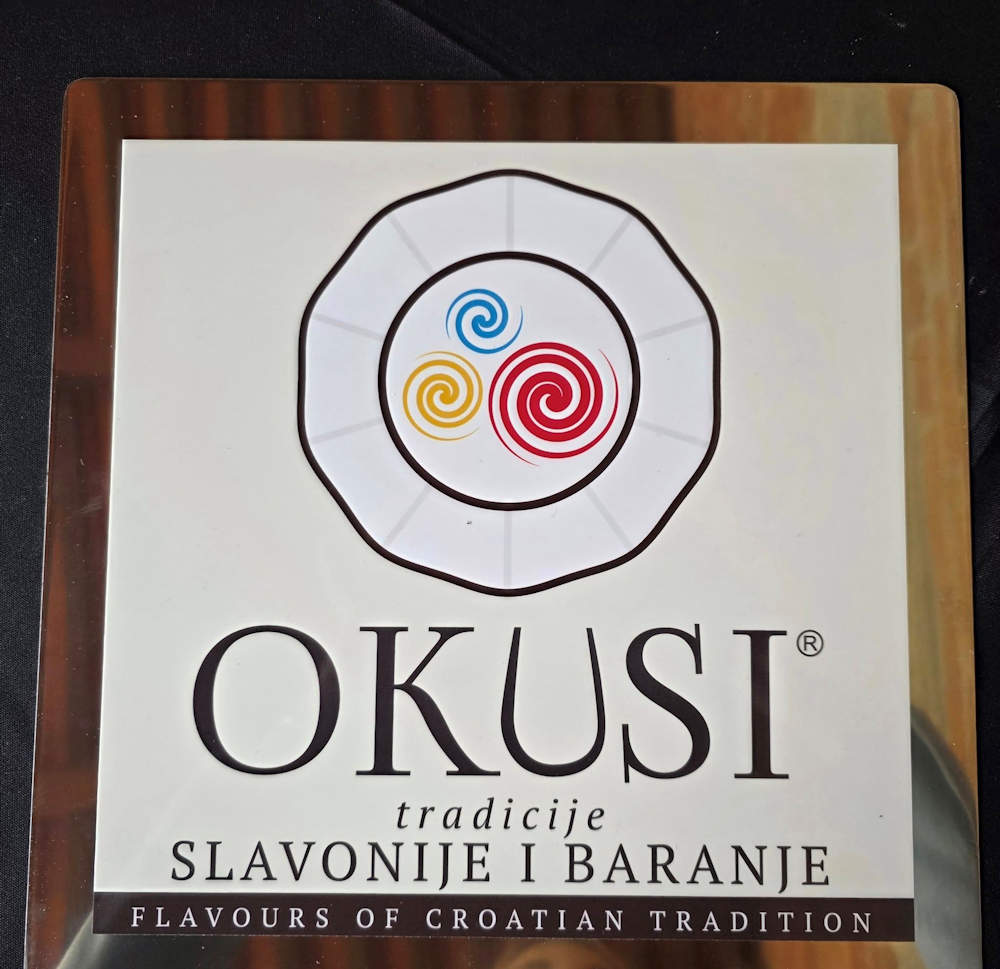 OKUSI®
tradicije
SLAVONIJE I BARANJE
FLAVOURS OF CROATIAN TRADITION